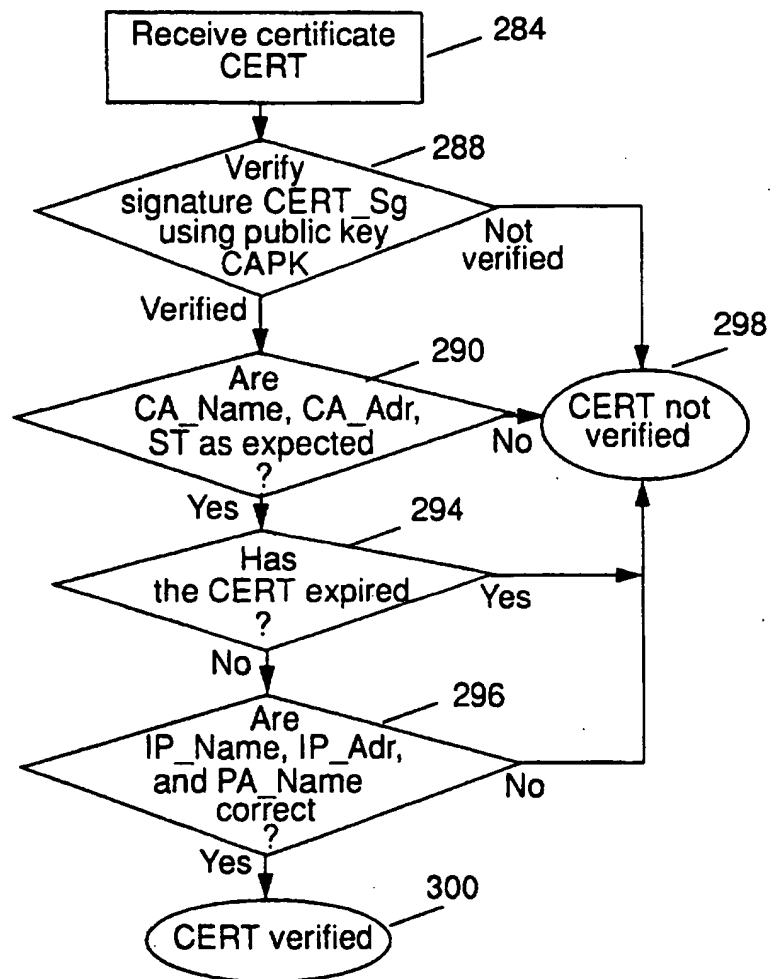 Receive certificate
CERT
284
288
Verify
signature CERT_Sg
using public key
CAPK
Not
verified
Verified
298
290
Are
CA_Name, CA_Adr,
ST as expected
?
No
CERT not
verified
Yes
294
Has
the CERT expired
?
Yes
No
296
Are
IP_Name, IP_Adr,
and PA_Name
correct
?
No
Yes
300
CERT verified